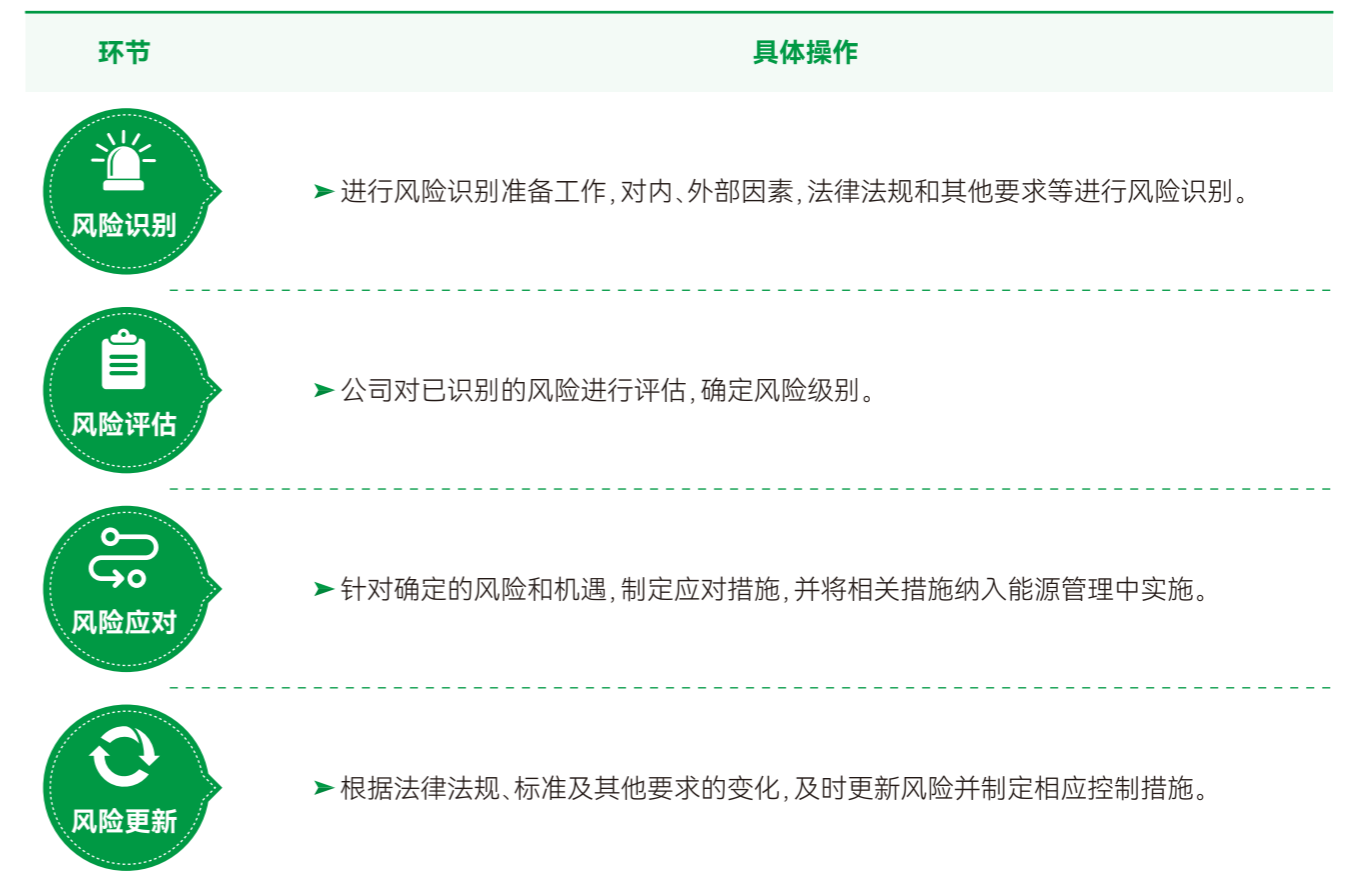 环节
具体操作
风险识别
➤ 进行风险识别准备工作,对内、外部因素,法律法规和其他要求等进行风险识别。
风险评估
➤ 公司对已识别的风险进行评估,确定风险级别。
风险应对
➤ 针对确定的风险和机遇,制定应对措施,并将相关措施纳入能源管理中实施。
风险更新
➤ 根据法律法规、标准及其他要求的变化,及时更新风险并制定相应控制措施。